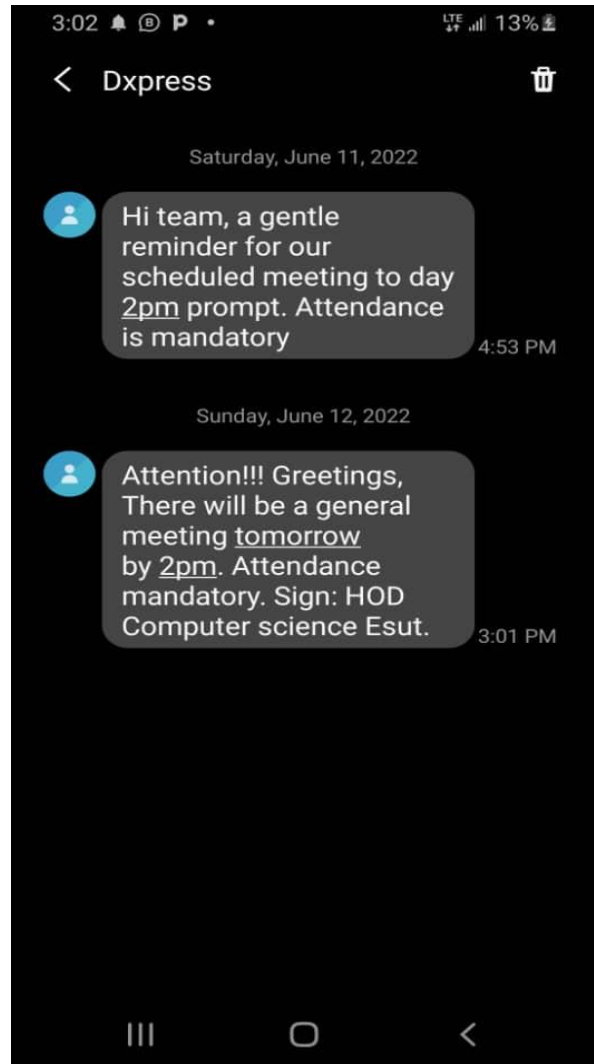 3:02 P • LTE 13%
Dxpress
Saturday, June 11, 2022
Hi team, a gentle
reminder for our
scheduled meeting to day
2pm prompt. Attendance
is mandatory
4:53 PM
Sunday, June 12, 2022
Attention!!! Greetings,
There will be a general
meeting tomorrow
by 2pm. Attendance
mandatory. Sign: HOD
Computer science Esut.
3:01 PM